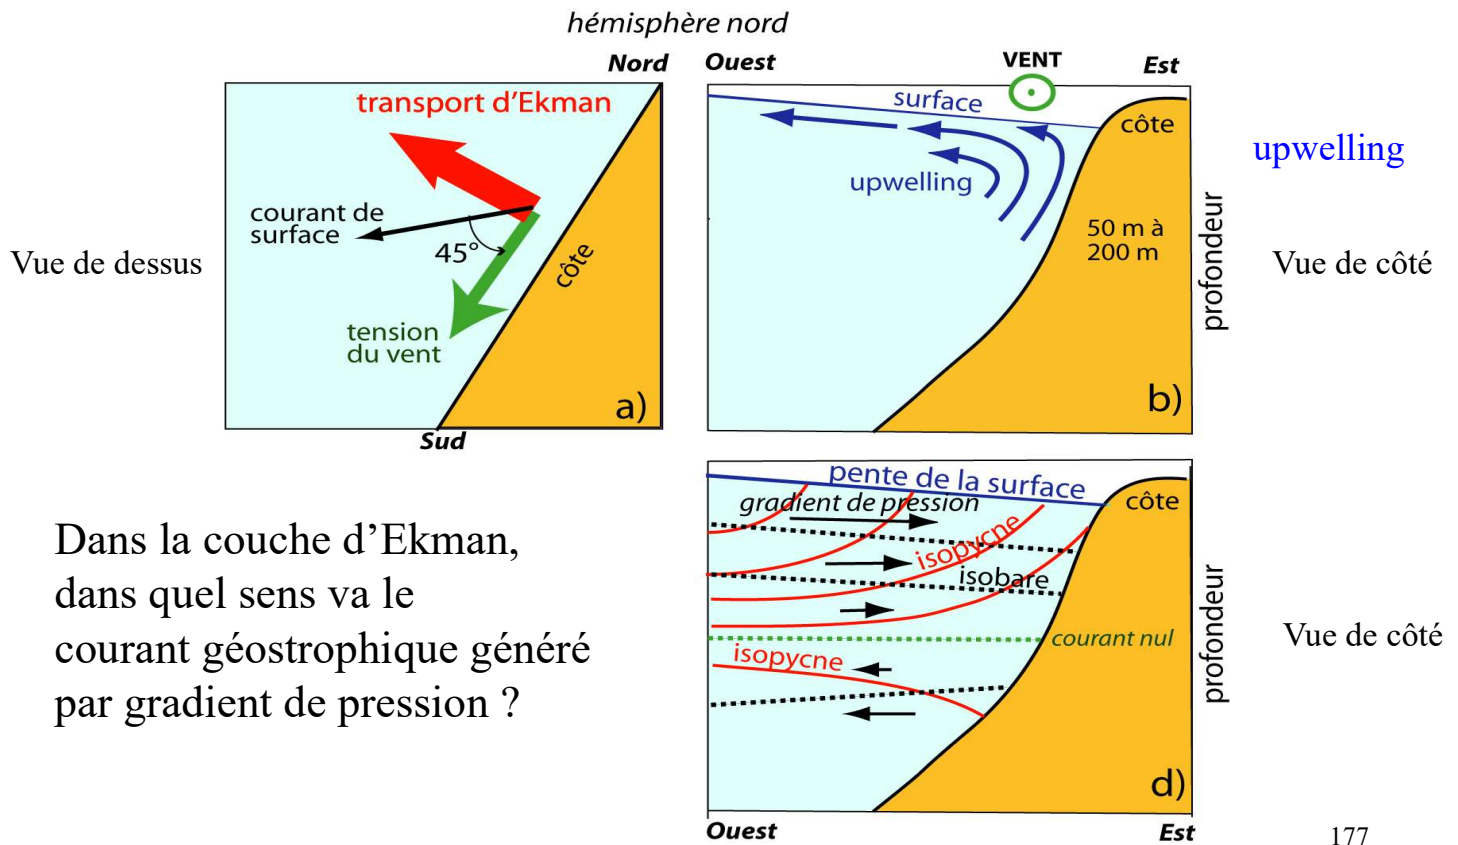 hémisphère nord
Nord
Ouest
VENT
Est
transport d'Ekman
surface
côte
upwelling
courant de
surface
upwelling
45°
côte
50 m à
200 m
profondeur
Vue de dessus
Vue de côté
tension
du vent
a)
b)
Sud
pente de la surface
côte
gradient de pression
isopycne
isobare
Dans la couche d’Ekman,
dans quel sens va le
courant géostrophique généré
par gradient de pression ?
courant nul
profondeur
Vue de côté
isopycne
d)
Ouest
Est
177